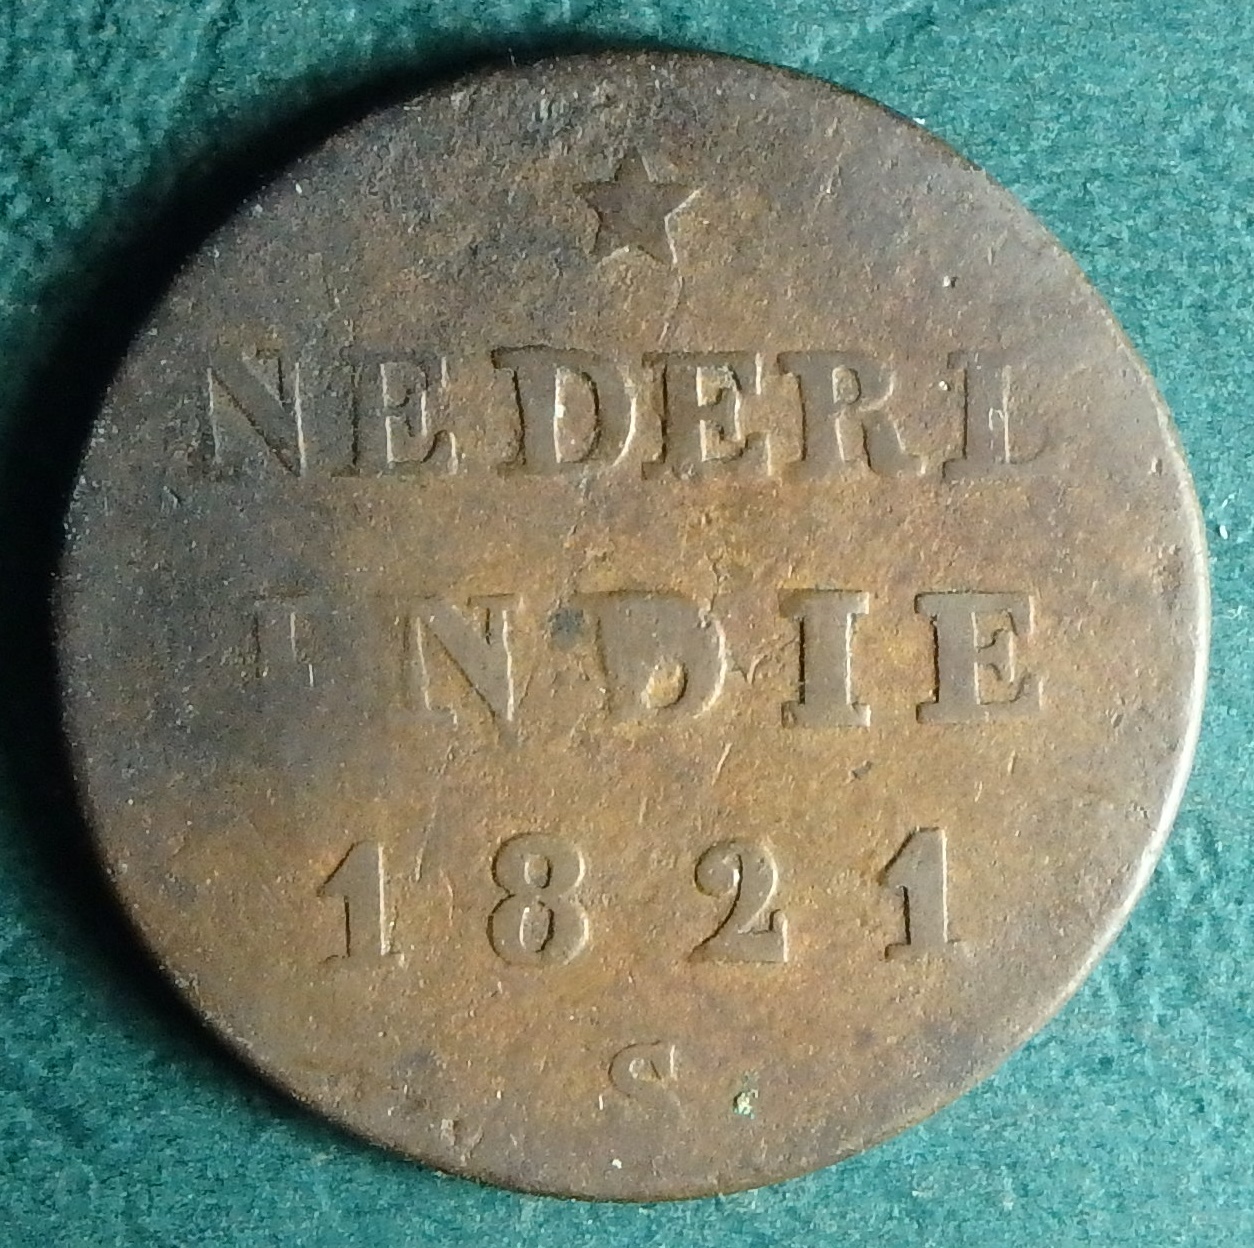 NEDERL
INDIE
1821
S